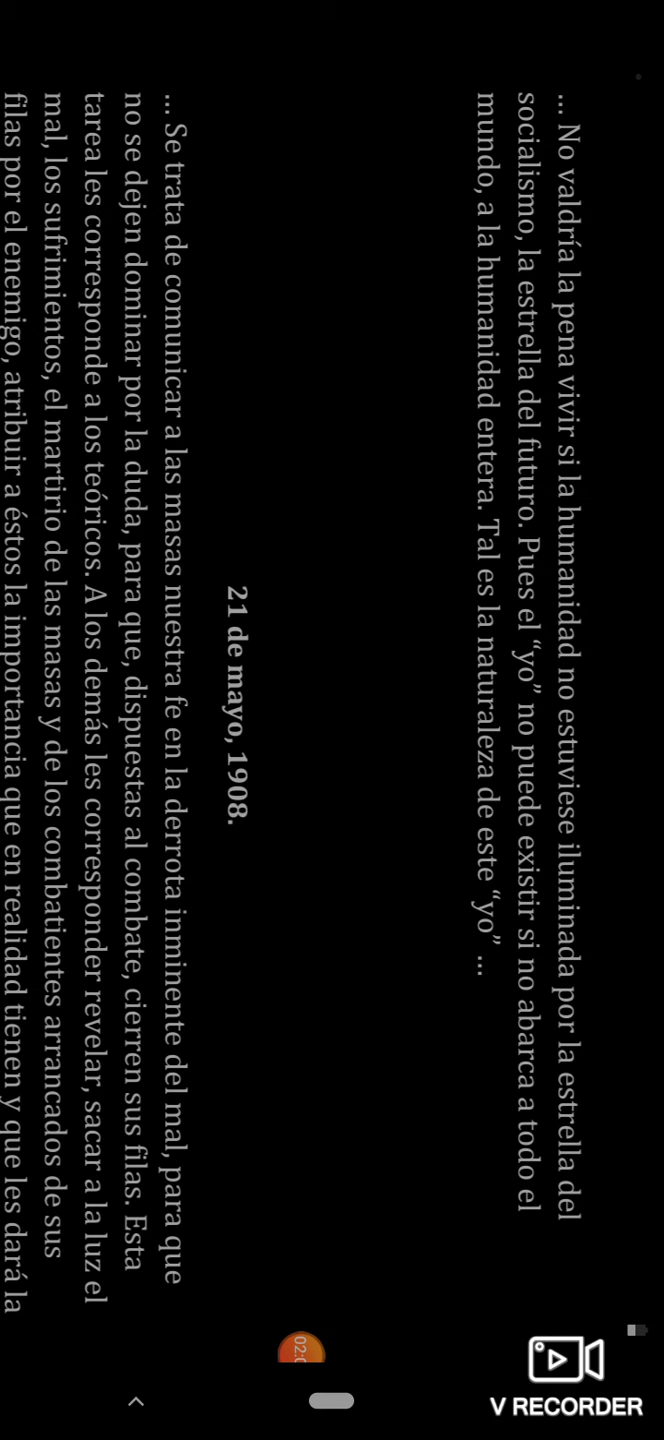 ... No valdría la pena vivir si la humanidad no estuviese iluminada por la estrella del
socialismo, la estrella del futuro. Pues el “yo” no puede existir si no abarca a todo el
mundo, a la humanidad entera. Tal es la naturaleza de este “yo” ...
21 de mayo, 1908.
... Se trata de comunicar a las masas nuestra fe en la derrota inminente del mal, para que
no se dejen dominar por la duda, para que, dispuestas al combate, cierren sus filas. Esta
tarea les corresponde a los teóricos. A los demás les corresponder revelar, sacar a la luz el
mal, los sufrimientos, el martirio de las masas y de los combatientes arrancados de sus
filas por el enemigo, atribuir a éstos la importancia que en realidad tienen y que les dará la
V RECORDER